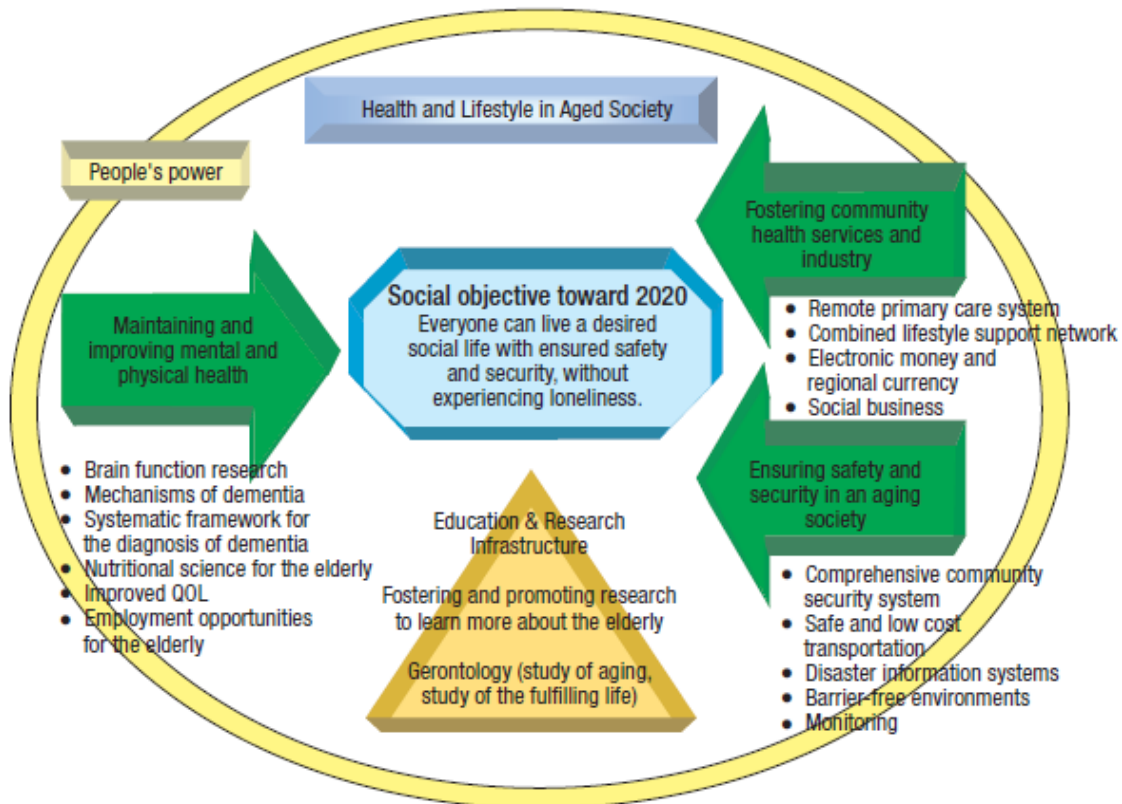 Health and Lifestyle in Aged Society
People's power
Maintaining and
improving mental and
physical health
• Brain function research
• Mechanisms of dementia
• Systematic framework for
the diagnosis of dementia
• Nutritional science for the elderly
• Improved QOL
• Employment opportunities
for the elderly
Social objective toward 2020
Everyone can live a desired
social life with ensured safety
and security, without
experiencing loneliness.
Education & Research
Infrastructure
Fostering and promoting research
to learn more about the elderly
Gerontology (study of aging,
study of the fulfilling life)
Fostering community
health services and
industry
• Remote primary care system
• Combined lifestyle support network
• Electronic money and
regional currency
• Social business
Ensuring safety and
security in an aging
society
• Comprehensive community
security system
• Safe and low cost
transportation
• Disaster information systems
• Barrier-free environments
• Monitoring